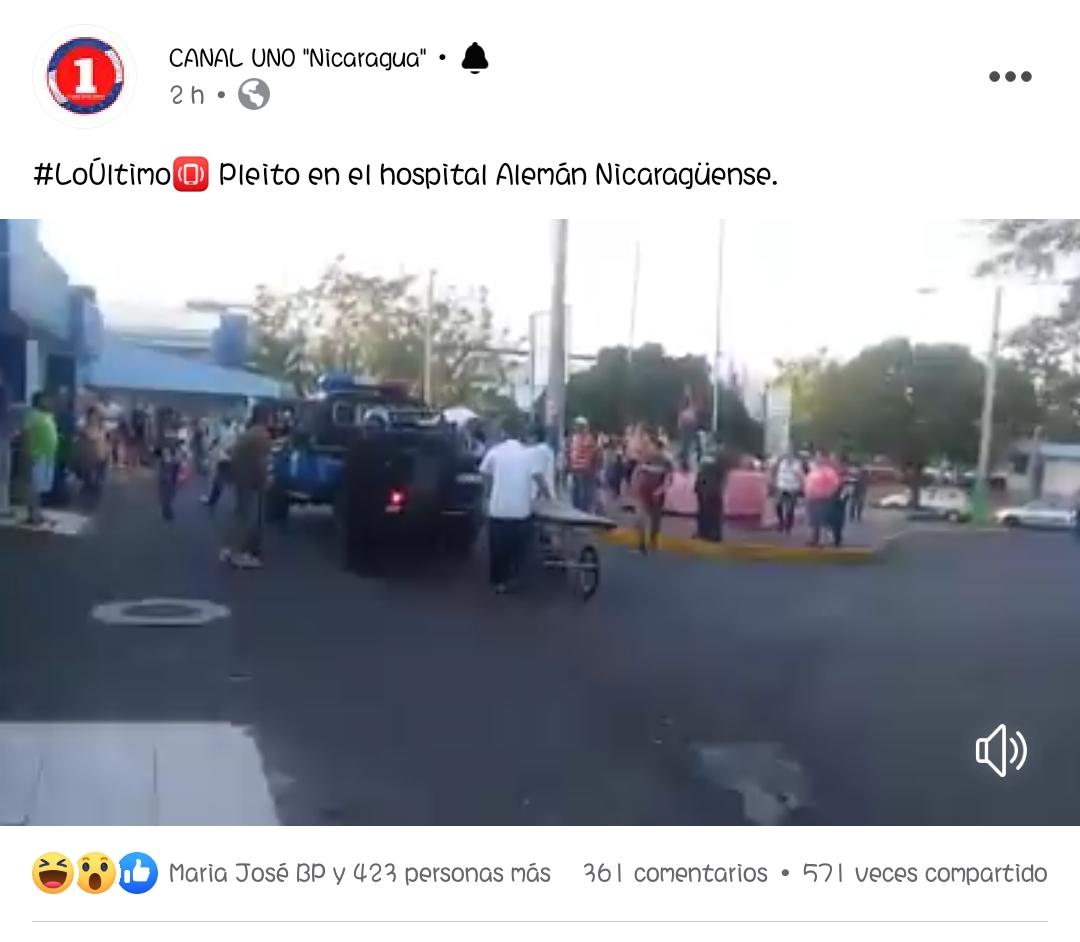 1
CANAL UNO "Nicaragua" •
2 h •
#LoÚltimo Pleito en el hospital Alemán Nicaragüense.
Maria José BP y 423 personas más 361 comentarios • 571 veces compartido